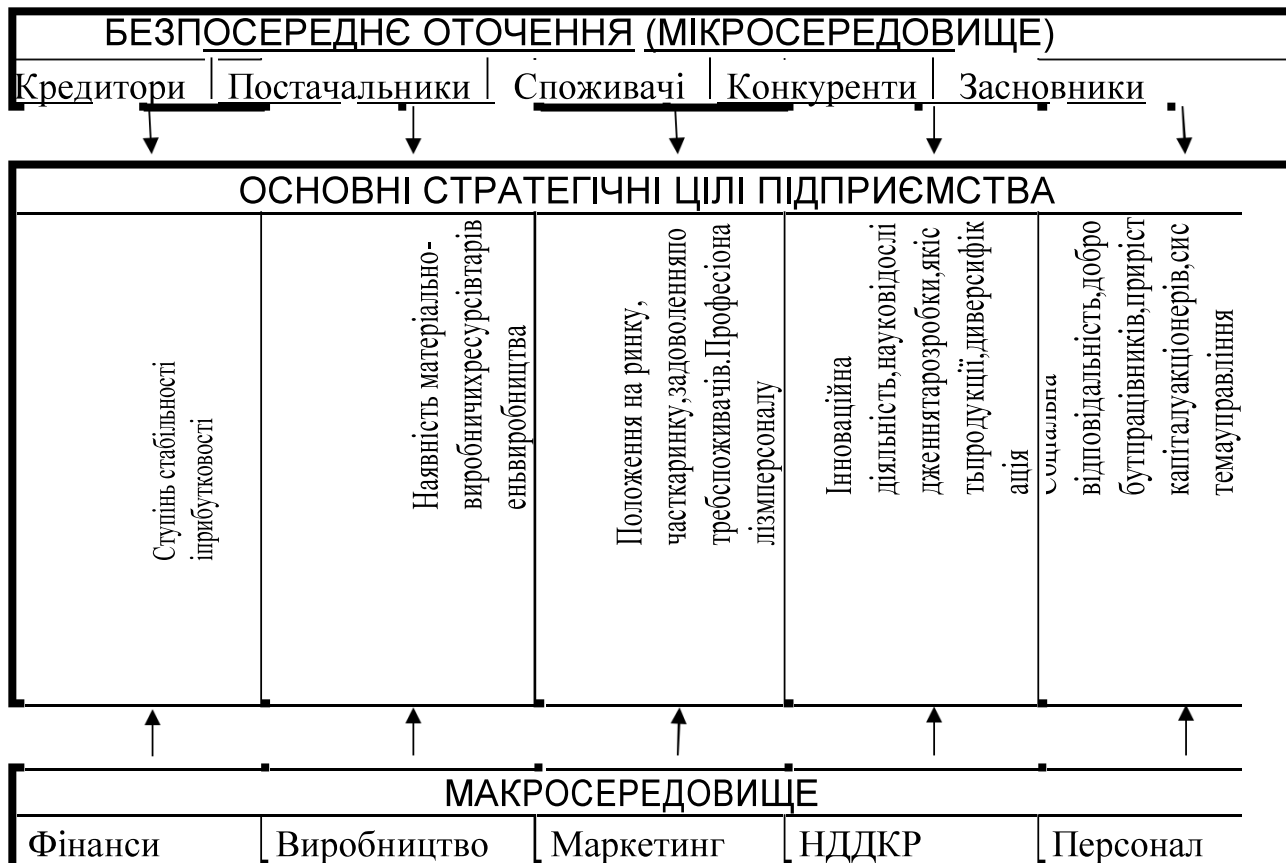 БЕЗПОСЕРЕДНЄ ОТОЧЕННЯ (МІКРОСЕРЕДОВИЩЕ)
Кредитори Постачальники Споживачі Конкуренти Засновники
ОСНОВНІ СТРАТЕГІЧНІ ЦІЛІ ПІДПРИЄМСТВА
Ступінь стабільності
іприбутковості
Наявність матеріально-
виробничихресурсівтарів
еньвиробництва
Положення на ринку,
часткаринку,задоволенняпо
требспоживачів.Професіона
лізмперсоналу
Інноваційна
діяльність,науковідослі
дженнятарозробки,якіс
тьпродукції,диверсифік
ація
Соціальна
відповідальність,добро
бутпрацівників,приріст
капіталуакціонерів,сис
темауправління
МАКРОСЕРЕДОВИЩЕ
Фінанси Виробництво Маркетинг НДДКР Персонал